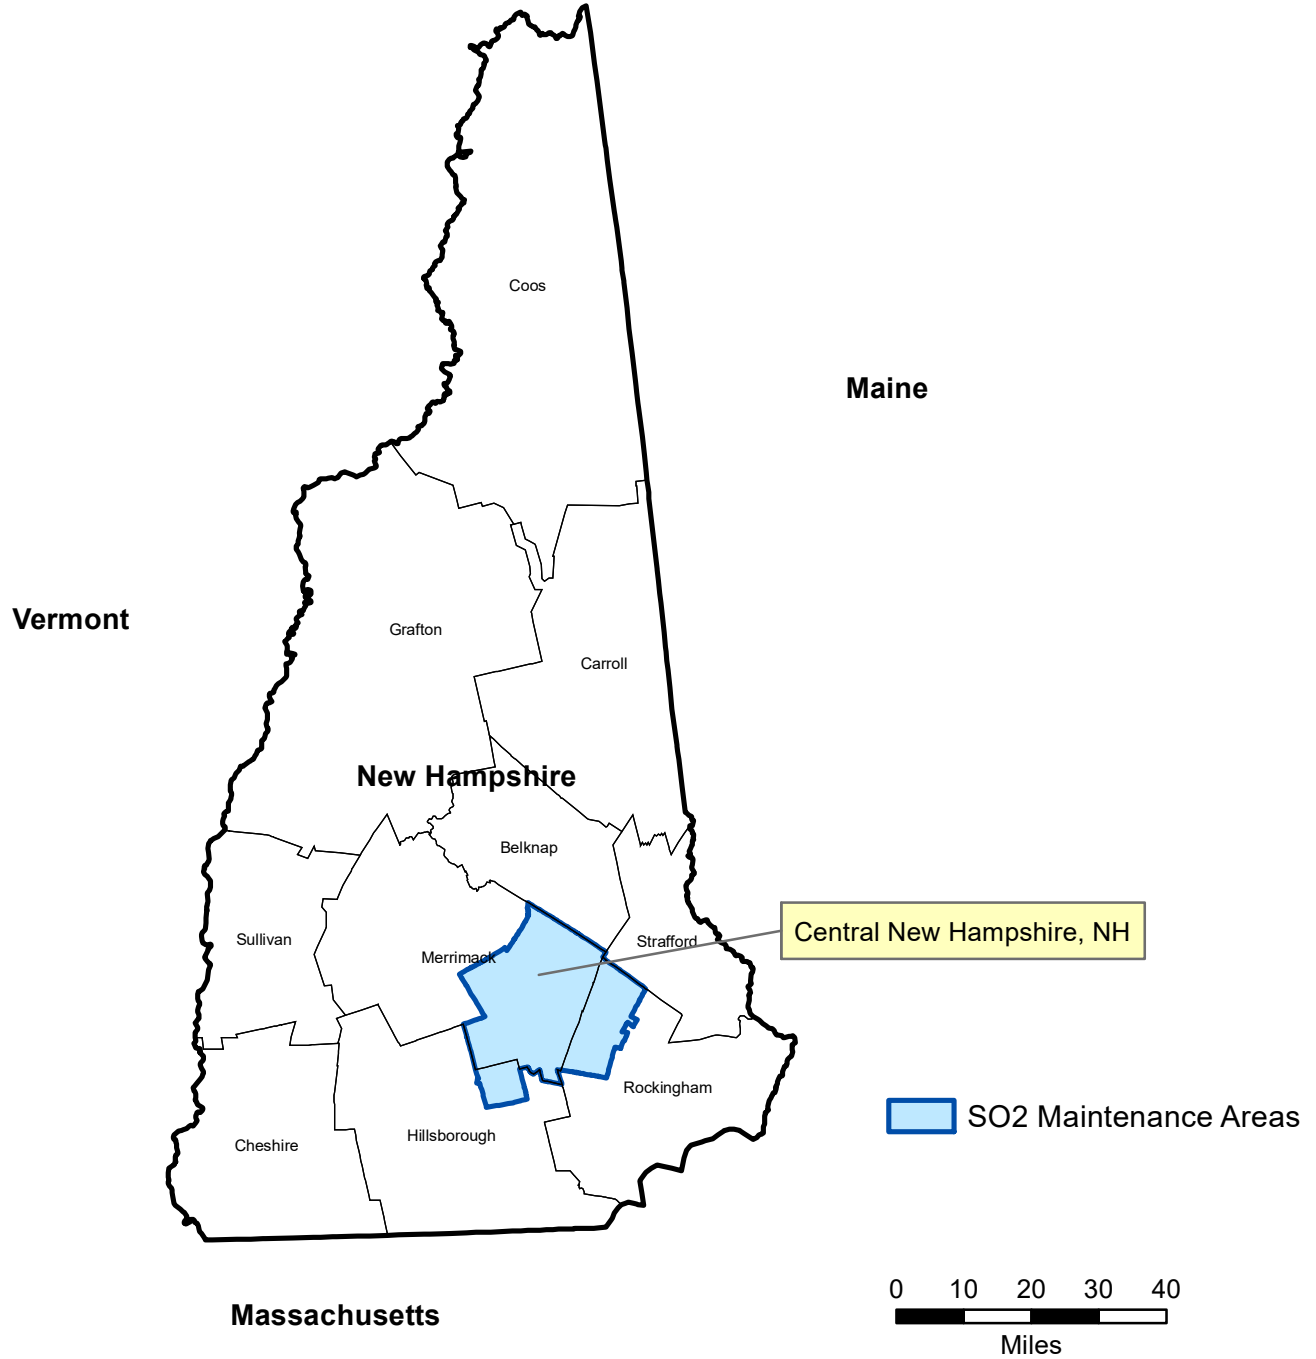 Coos
Maine
Vermont
Grafton
Carroll
New Hampshire
Belknap
Central New Hampshire, NH
Sullivan
Strafford
Merrimack
Rockingham
SO2 Maintenance Areas
Hillsborough
Cheshire
0 10 20 30 40
Miles
Massachusetts